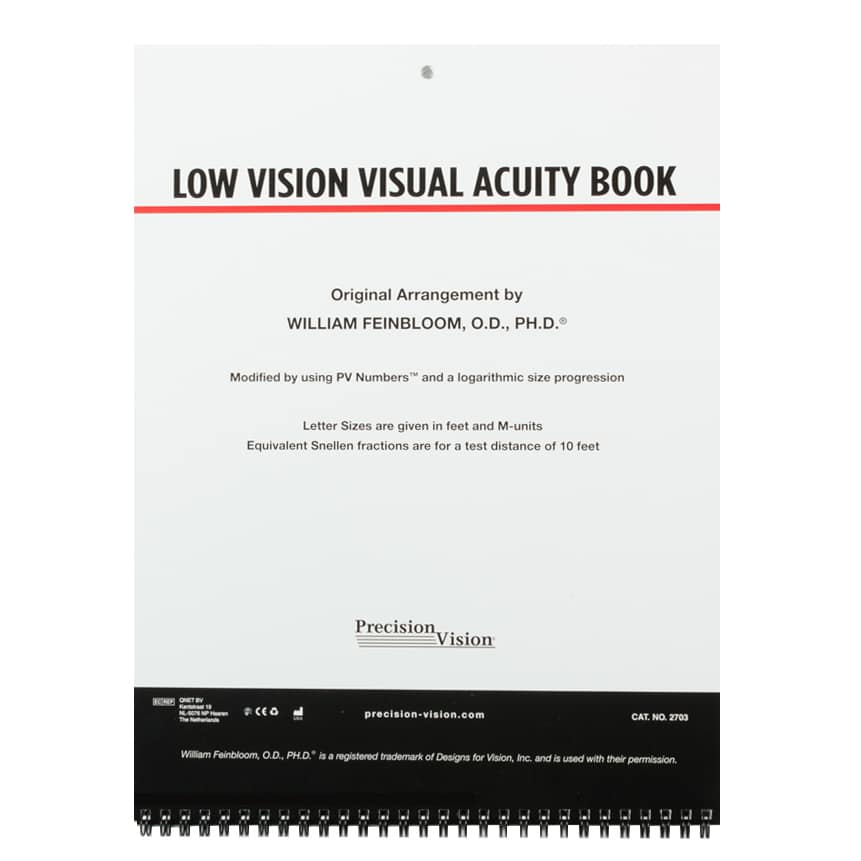 LOW VISION VISUAL ACUITY BOOK
Original Arrangement by
WILLIAM FEINBLOOM, O.D., PH.D.®
Modified by using PV Numbers™ and a logarithmic size progression
Letter Sizes are given in feet and M-units
Equivalent Snellen fractions are for a test distance of 10 feet
Precision
Vision®
EC REP
QNET BV
Kantstraat 19
NL-5076 NP Haaren
The Netherlands
CE
USA
precision-vision.com
CAT. NO. 2703
William Feinbloom, O.D., PH.D.® is a registered trademark of Designs for Vision, Inc. and is used with their permission.